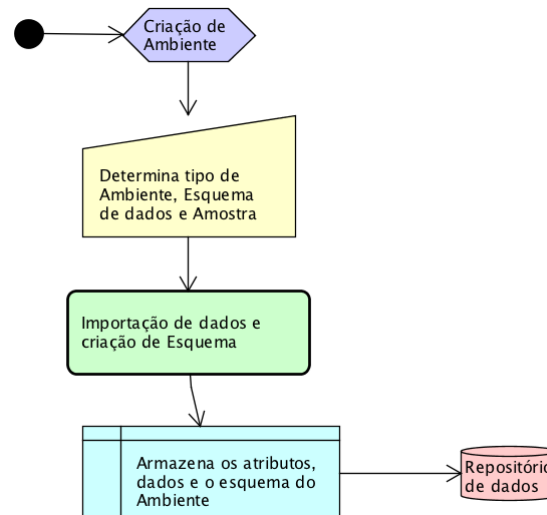 Criação de
Ambiente
Determina tipo de
Ambiente, Esquema
de dados e Amostra
Importação de dados e
criação de Esquema
Armazena os atributos,
dados e o esquema do
Ambiente
Repositório
de dados